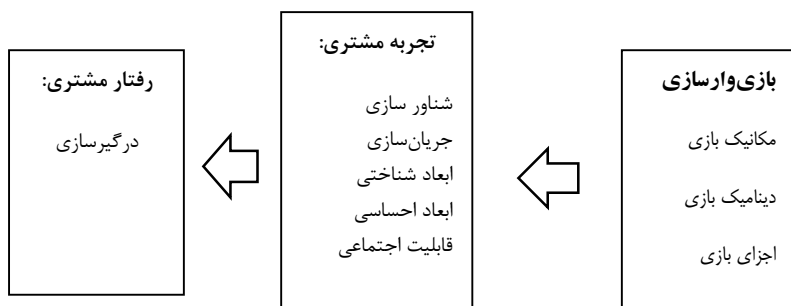 بازی‌وارسازی
مکانیک بازی
دینامیک بازی
اجزای بازی
تجربه مشتری:
شناور سازی
جریان‌سازی
ابعاد شناختی
ابعاد احساسی
قابلیت اجتماعی
رفتار مشتری:
درگیرسازی